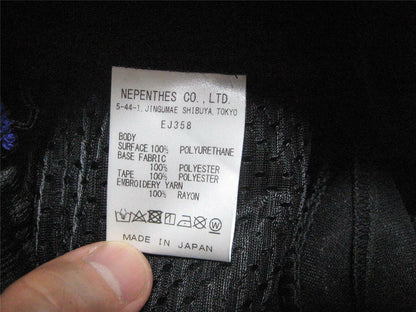 NEPENTHES CO., LTD.
5-44-1, JINGUMAE SHIBUYA, TOKYO
EJ358
BODY
SURFACE 100% POLYURETHANE
BASE FABRIC
100% POLYESTER
TAPE 100% POLYESTER
EMBROIDERY YARN
100% RAYON
MADE IN JAPAN